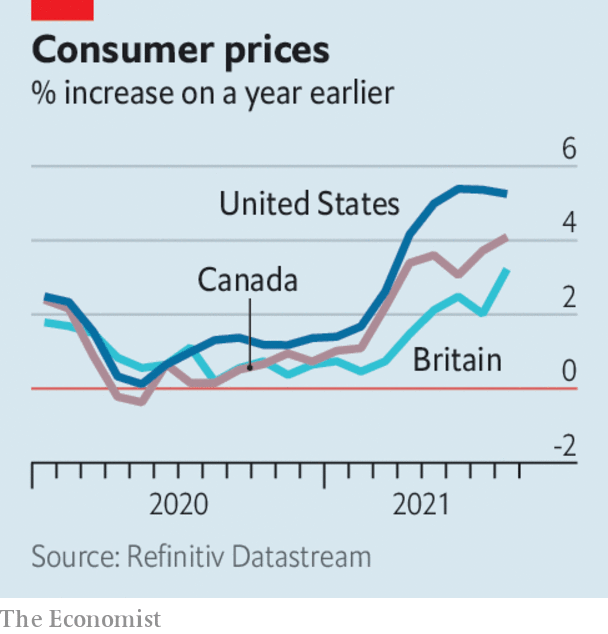 Consumer prices
% increase on a year earlier
6
United States
4
Canada
2
Britain
0
-2
2020
2021
Source: Refinitiv Datastream
The Economist